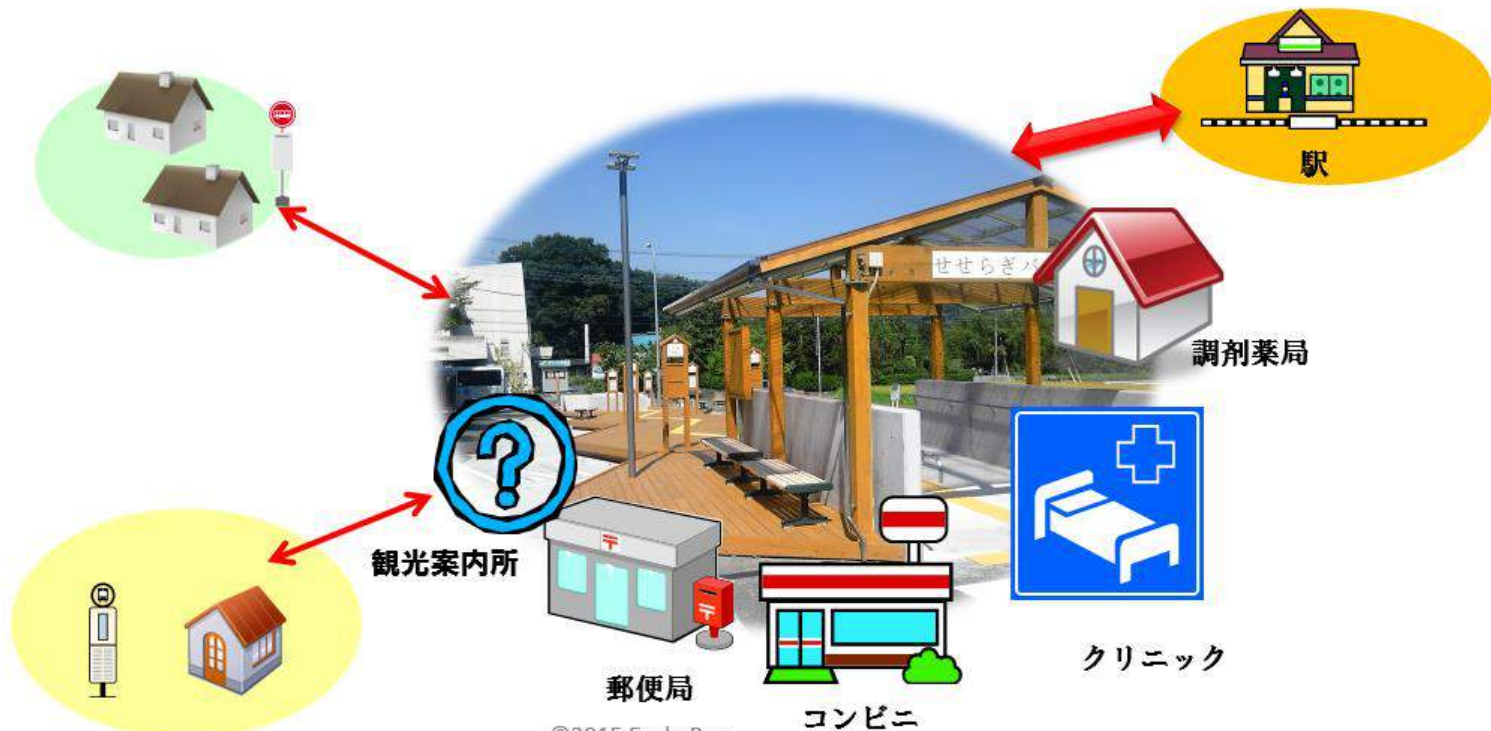 駅
せせらぎバ
調剤薬局
観光案内所
クリニック
郵便局
コンビニ